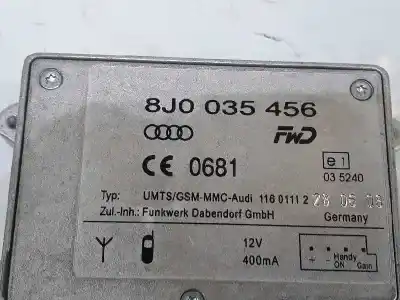 8J0 035 456
FWD
CE 0681
e1
03 5240
Typ: UMTS/GSM-MMC-Audi 118 0111 2
Zul.-Inh.: Funkwerk Dabendorf GmbH Germany
12V
400mA
+ - Handy ON Gain